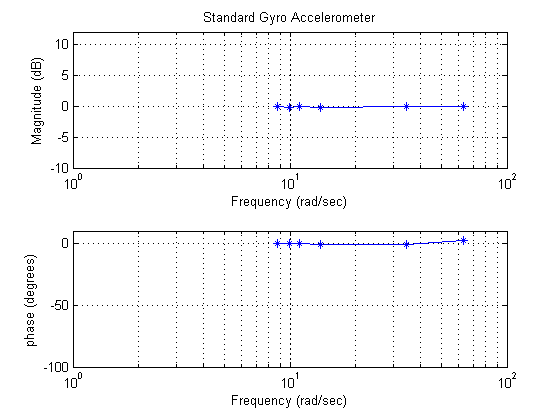 Standard Gyro Accelerometer
Magnitude (dB)
10
5
0
-5
-10
10^0
10^1
10^2
Frequency (rad/sec)
phase (degrees)
0
-50
-100
10^0
10^1
10^2
Frequency (rad/sec)